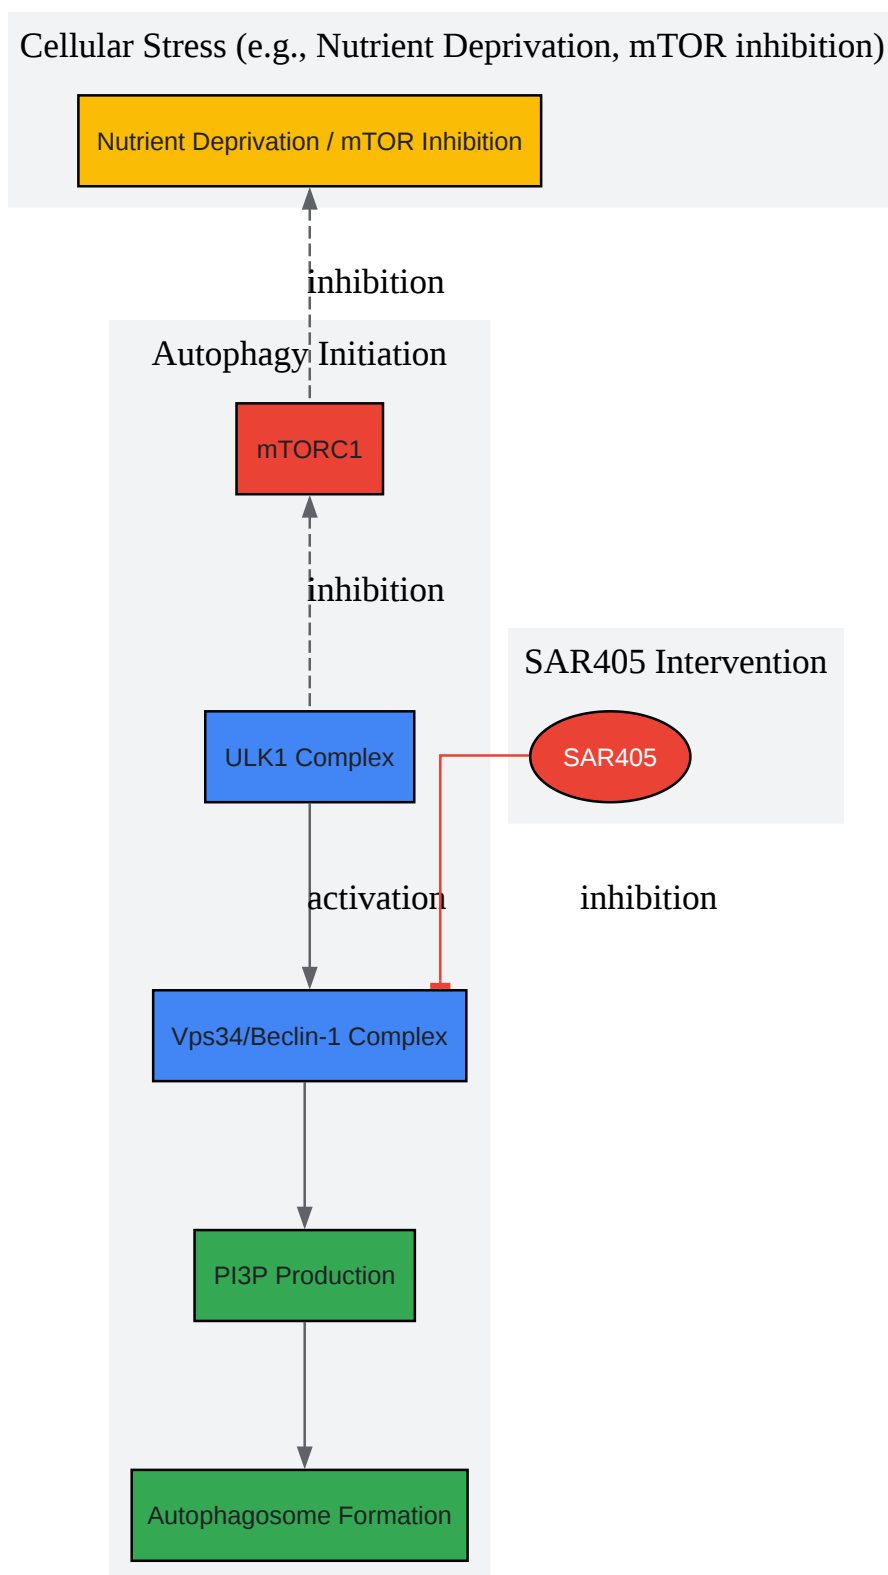 Cellular Stress (e.g., Nutrient Deprivation, mTOR inhibition)
Nutrient Deprivation / mTOR Inhibition
inhibition
Autophagy Initiation
mTORC1
inhibition
SAR405 Intervention
ULK1 Complex
SAR405
activation
inhibition
Vps34/Beclin-1 Complex
PI3P Production
Autophagosome Formation